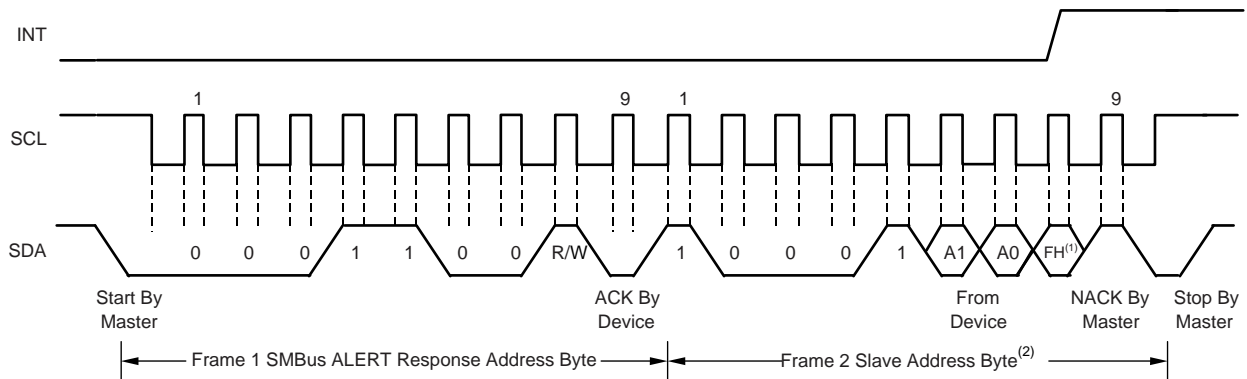 INT
1 9 1 9
SCL
SDA
0 0 0 1 1 0 0 R/W 1 0 0 0 1 A1 A0 FH(1)
Start By
Master
ACK By
Device
From
Device
NACK By
Master
Stop By
Master
Frame 1 SMBus ALERT Response Address Byte
Frame 2 Slave Address Byte(2)